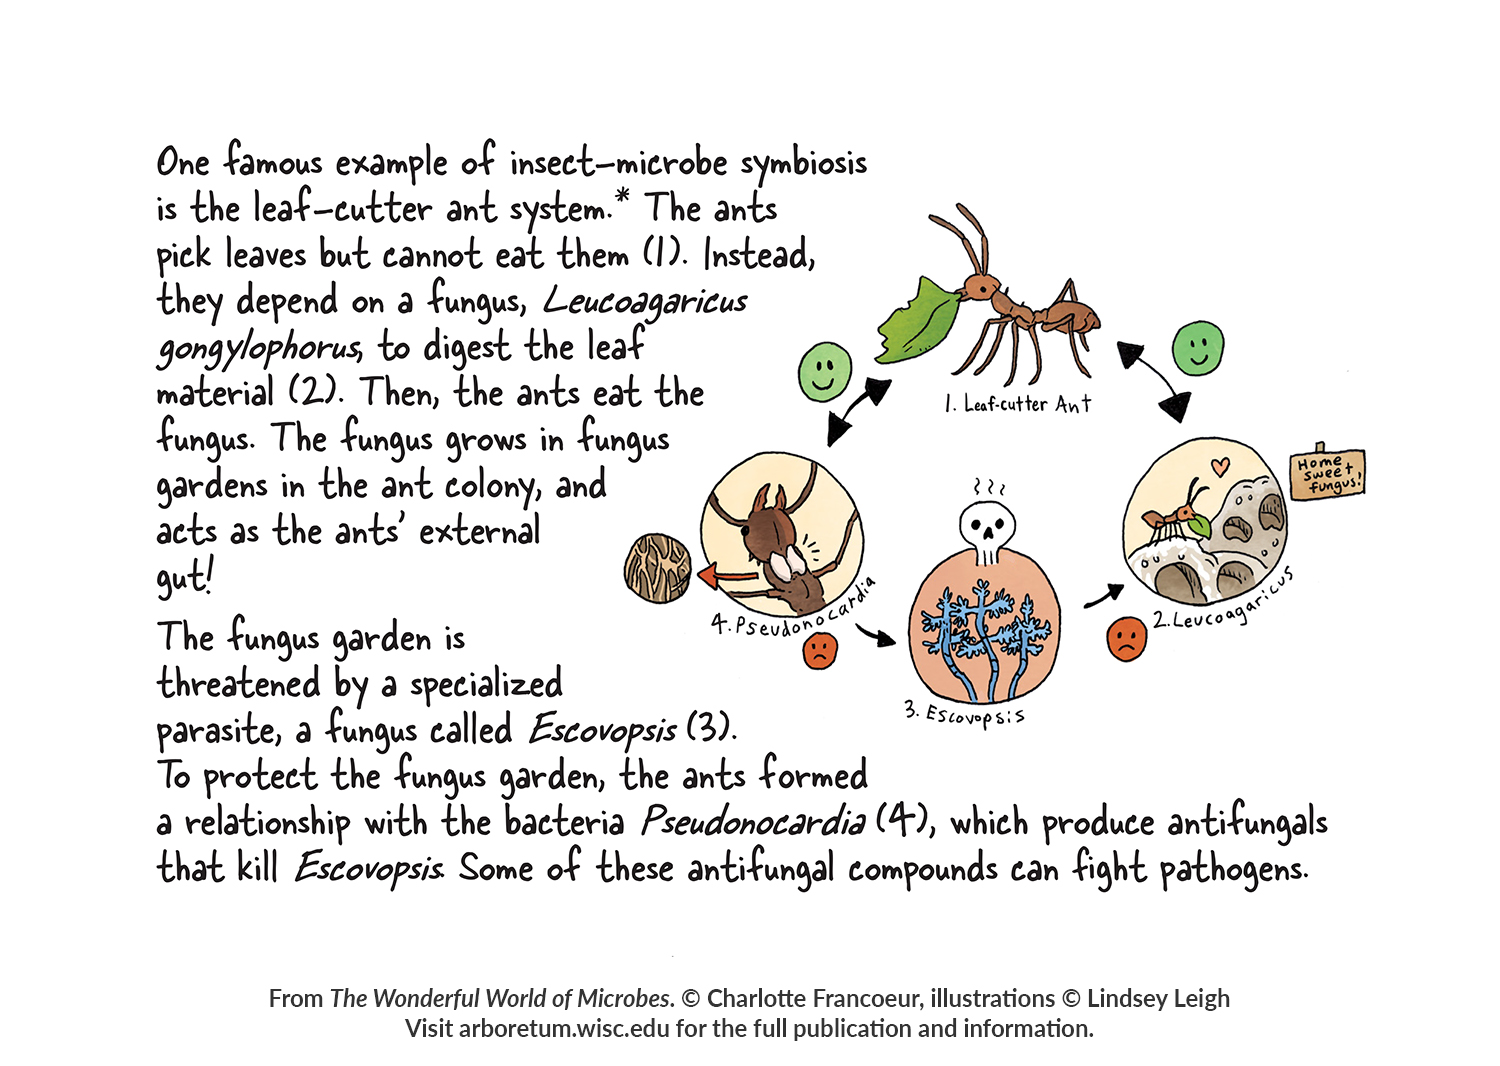 One famous example of insect-microbe symbiosis
is the leaf-cutter ant system.* The ants
pick leaves but cannot eat them (1). Instead,
they depend on a fungus, Leucoagaricus
gongylophorus, to digest the leaf
material (2). Then, the ants eat the
fungus. The fungus grows in fungus
gardens in the ant colony, and
acts as the ants' external
gut!
The fungus garden is
threatened by a specialized
parasite, a fungus called Escovopsis (3).
To protect the fungus garden, the ants formed
a relationship with the bacteria Pseudonocardia (4), which produce antifungals
that kill Escovopsis. Some of these antifungal compounds can fight pathogens.
1. Leaf-cutter Ant
Home
sweet
fungus!
2. Leucoagaricus
3. Escovopsis
4. Pseudonocardia
From The Wonderful World of Microbes. © Charlotte Francoeur, illustrations © Lindsey Leigh
Visit arboretum.wisc.edu for the full publication and information.